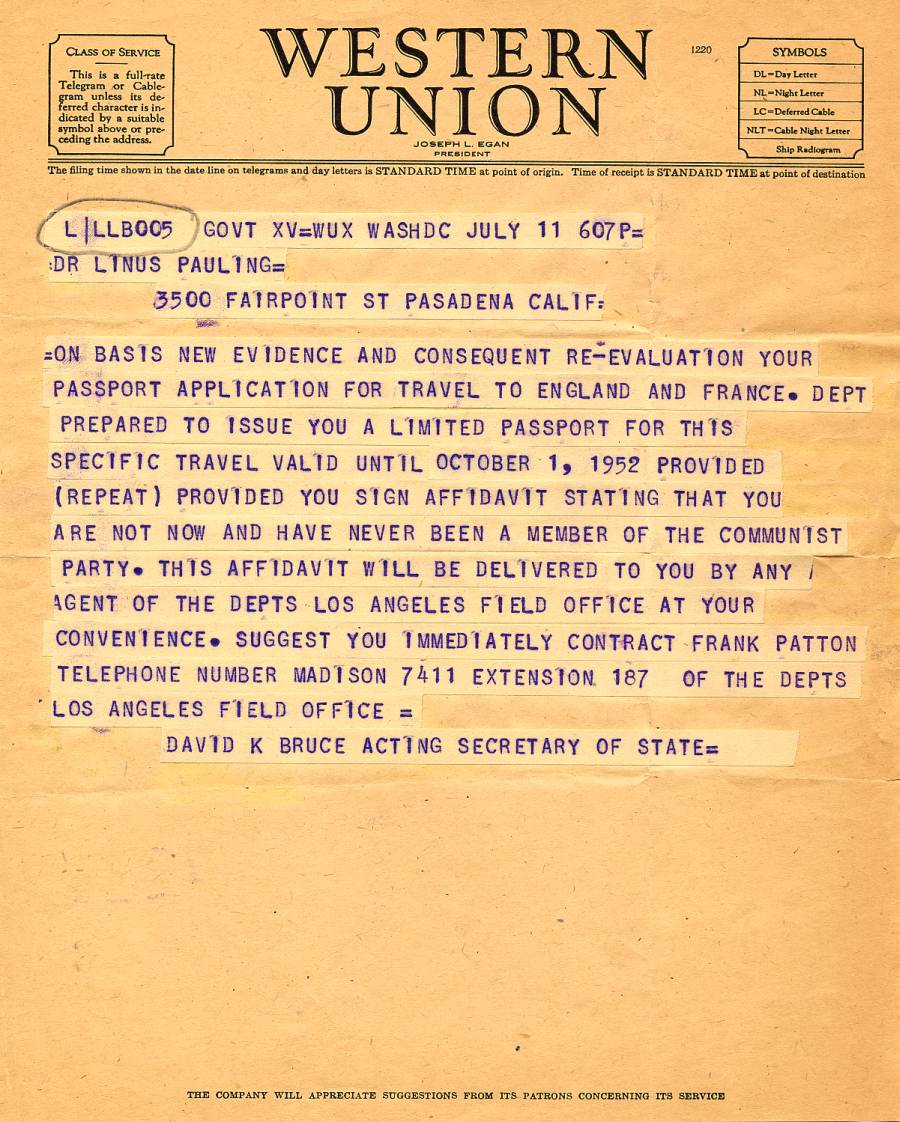 CLASS OF SERVICE
This is a full-rate
Telegram or Cable-
gram unless its de-
ferred character is in-
dicated by a suitable
symbol above or pre-
ceding the address.
WESTERN
UNION
JOSEPH L. EGAN
PRESIDENT
1220
SYMBOLS
DL=Day Letter
NL=Night Letter
LC=Deferred Cable
NLT=Cable Night Letter
Ship Radiogram
The filing time shown in the date line on telegrams and day letters is STANDARD TIME at point of origin. Time of receipt is STANDARD TIME at point of destination
L LLB005 GOVT XV=WUX WASHDC JULY 11 607P=
:DR LINUS PAULING=
3500 FAIRPOINT ST PASADENA CALIF:
=ON BASIS NEW EVIDENCE AND CONSEQUENT RE-EVALUATION YOUR
PASSPORT APPLICATION FOR TRAVEL TO ENGLAND AND FRANCE. DEPT
PREPARED TO ISSUE YOU A LIMITED PASSPORT FOR THIS
SPECIFIC TRAVEL VALID UNTIL OCTOBER 1, 1952 PROVIDED
(REPEAT) PROVIDED YOU SIGN AFFIDAVIT STATING THAT YOU
ARE NOT NOW AND HAVE NEVER BEEN A MEMBER OF THE COMMUNIST
PARTY. THIS AFFIDAVIT WILL BE DELIVERED TO YOU BY ANY
AGENT OF THE DEPTS LOS ANGELES FIELD OFFICE AT YOUR
CONVENIENCE. SUGGEST YOU IMMEDIATELY CONTRACT FRANK PATTON
TELEPHONE NUMBER MADISON 7411 EXTENSION 187 OF THE DEPTS
LOS ANGELES FIELD OFFICE =
DAVID K BRUCE ACTING SECRETARY OF STATE=
THE COMPANY WILL APPRECIATE SUGGESTIONS FROM ITS PATRONS CONCERNING ITS SERVICE